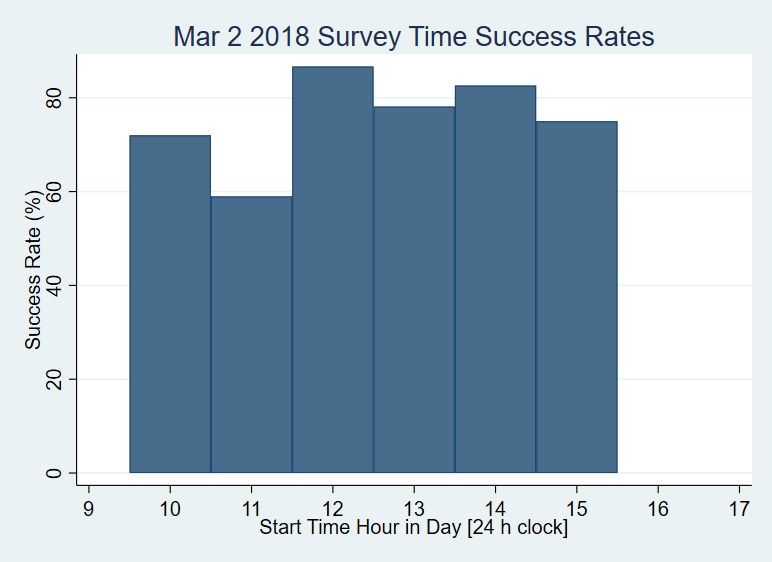 Mar 2 2018 Survey Time Success Rates
Success Rate (%)
80
60
40
20
0
9 10 11 12 13 14 15 16 17
Start Time Hour in Day [24 h clock]